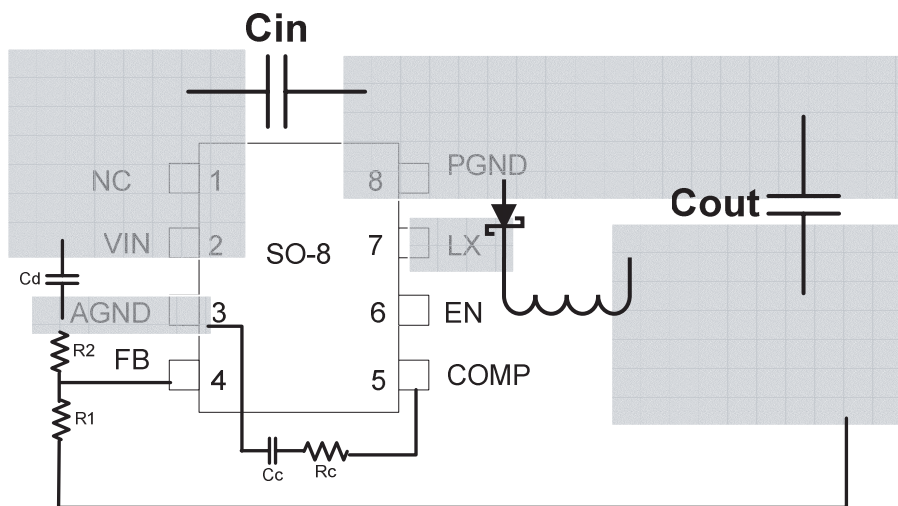 Cin
NC 1 8 PGND
Cout
VIN 2 SO-8 7 LX
Cd
AGND 3 6 EN
R2
FB 4 5 COMP
R1
Cc Rc